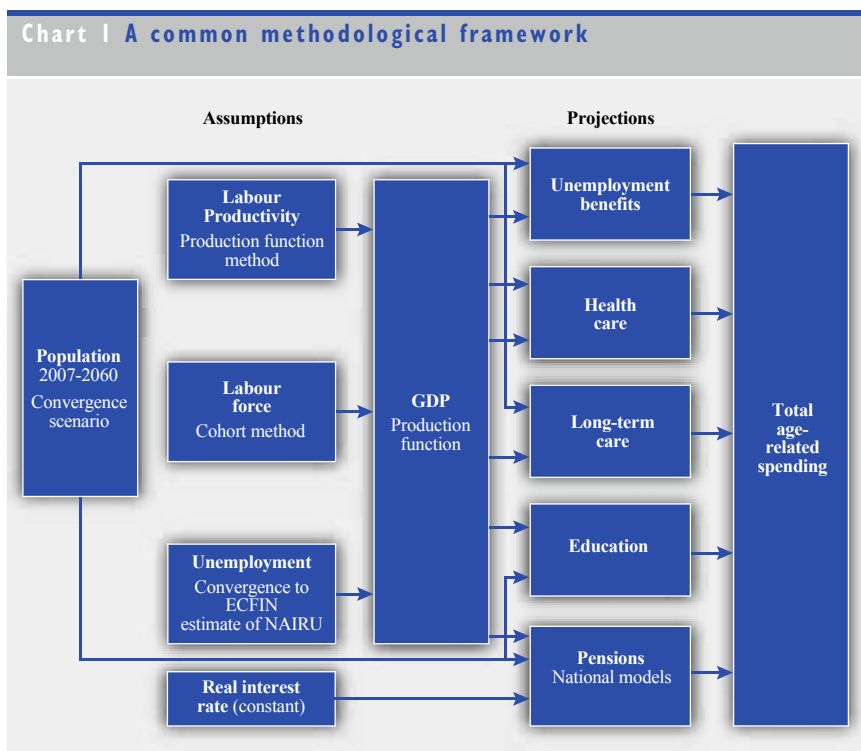 Chart 1 A common methodological framework
Assumptions
Projections
Population
2007-2060
Convergence
scenario
Labour
Productivity
Production function
method
Labour
force
Cohort method
Unemployment
Convergence to
ECFIN
estimate of NAIRU
Real interest
rate (constant)
GDP
Production
function
Unemployment
benefits
Health
care
Long-term
care
Education
Pensions
National models
Total
age-
related
spending